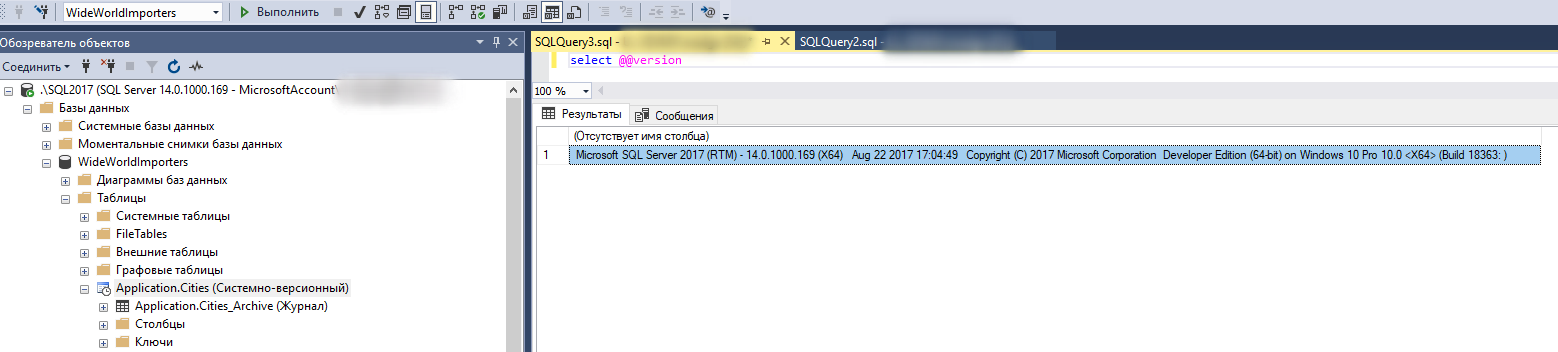 WideWorldImporters
Выполнить
Обозреватель объектов
Соединить
.\SQL2017 (SQL Server 14.0.1000.169 - MicrosoftAccount\
Базы данных
Системные базы данных
Моментальные снимки базы данных
WideWorldImporters
Диаграммы баз данных
Таблицы
Системные таблицы
FileTables
Внешние таблицы
Графовые таблицы
Application.Cities (Системно-версионный)
Application.Cities_Archive (Журнал)
Столбцы
Ключи
SQLQuery3.sql -
SQLQuery2.sql -
select @@version
100 %
Результаты
Сообщения
(Отсутствует имя столбца)
1 Microsoft SQL Server 2017 (RTM) - 14.0.1000.169 (X64) Aug 22 2017 17:04:49 Copyright (C) 2017 Microsoft Corporation Developer Edition (64-bit) on Windows 10 Pro 10.0 <X64> (Build 18363: )